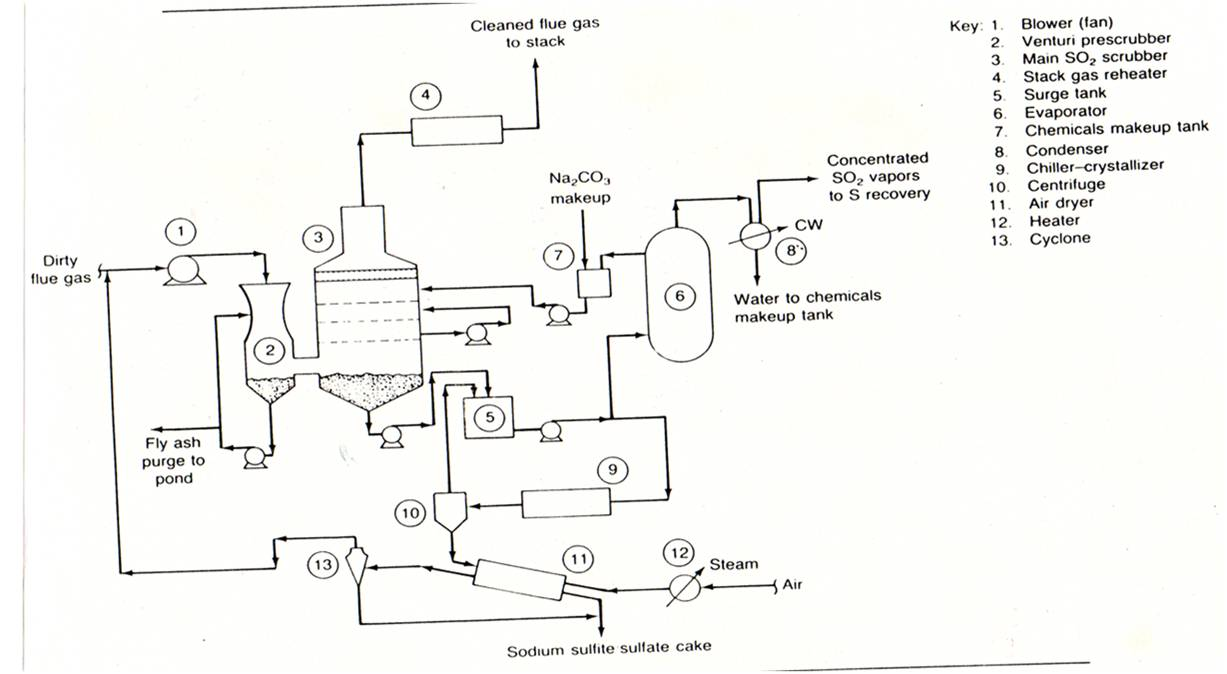 Cleaned flue gas
to stack
Key: 1. Blower (fan)
2. Venturi prescrubber
3. Main SO₂ scrubber
4. Stack gas reheater
5. Surge tank
6. Evaporator
7. Chemicals makeup tank
8. Condenser
9. Chiller–crystallizer
10. Centrifuge
11. Air dryer
12. Heater
13. Cyclone
4
Concentrated
SO₂ vapors
to S recovery
Na₂CO₃
makeup
1
3
CW
8
7
Dirty
flue gas
6
Water to chemicals
makeup tank
2
5
Fly ash
purge to
pond
9
10
11
12
13
Steam
Air
Sodium sulfite sulfate cake